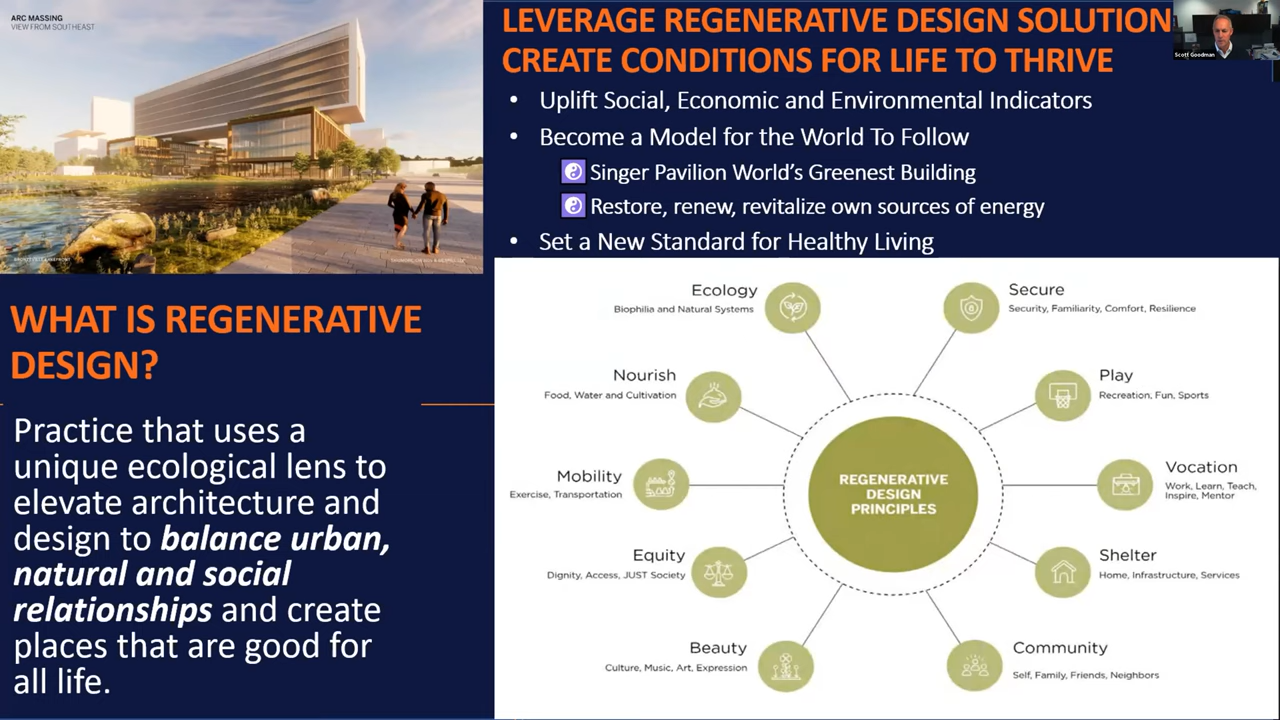 ARC MASSING
VIEW FROM SOUTHEAST
LEVERAGE REGENERATIVE DESIGN SOLUTION
CREATE CONDITIONS FOR LIFE TO THRIVE
Scott Goodman
• Uplift Social, Economic and Environmental Indicators
• Become a Model for the World To Follow
Singer Pavilion World's Greenest Building
Restore, renew, revitalize own sources of energy
• Set a New Standard for Healthy Living
WHAT IS REGENERATIVE
DESIGN?
Practice that uses a
unique ecological lens to
elevate architecture and
design to balance urban,
natural and social
relationships and create
places that are good for
all life.
Ecology
Biophilia and Natural Systems
Secure
Security, Familiarity, Comfort, Resilience
Nourish
Food, Water and Cultivation
Play
Recreation, Fun, Sports
Mobility
Exercise, Transportation
REGENERATIVE
DESIGN
PRINCIPLES
Vocation
Work, Learn, Teach,
Inspire, Mentor
Equity
Dignity, Access, JUST Society
Shelter
Home, Infrastructure, Services
Beauty
Culture, Music, Art, Expression
Community
Self, Family, Friends, Neighbors